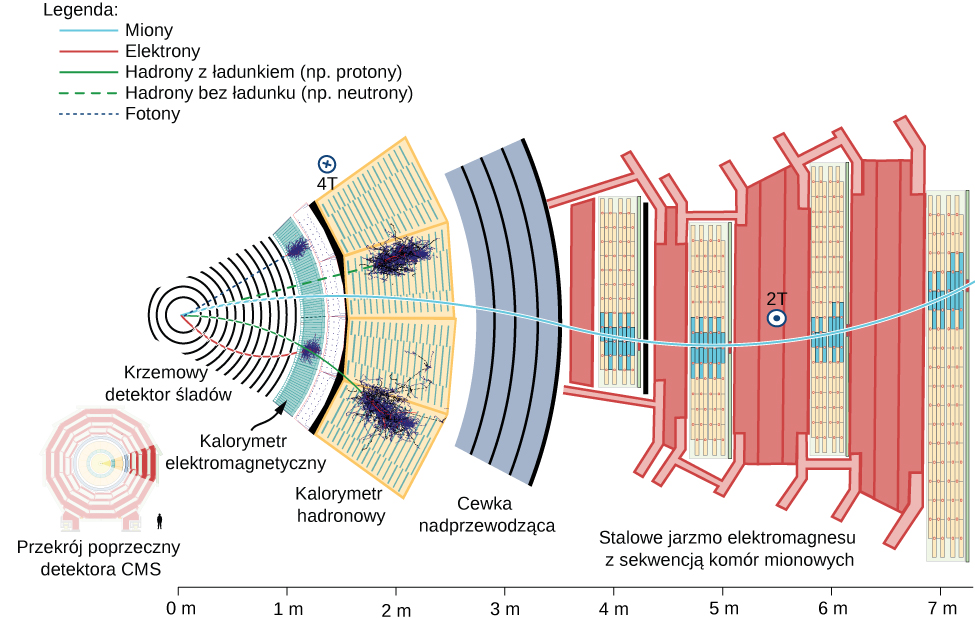 Legenda:
Miony
Elektrony
Hadrony z ładunkiem (np. protony)
Hadrony bez ładunku (np. neutrony)
Fotony
4T
2T
Krzemowy
detektor śladów
Kalorymetr
elektromagnetyczny
Kalorymetr
hadronowy
Cewka
nadprzewodząca
Stalowe jarzmo elektromagnesu
z sekwencją komór mionowych
Przekrój poprzeczny
detektora CMS
0 m 1 m 2 m 3 m 4 m 5 m 6 m 7 m